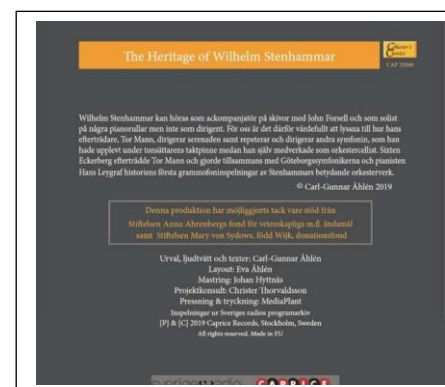 The Heritage of Wilhelm Stenhammar
Collector's
Classics
CAP 21869
Wilhelm Stenhammar kan höras som ackompanjatör på skivor med John Forsell och som solist
på några pianorullar men inte som dirigent. För oss är det därför värdefullt att lyssna till hur hans
efterträdare, Tor Mann, dirigerar serenaden samt repeterar och dirigerar andra symfonin, som han
hade upplevt under tonsättarens taktpinne medan han själv medverkade som orkestercellist. Sixten
Eckerberg efterträdde Tor Mann och gjorde tillsammans med Göteborgssymfonikerna och pianisten
Hans Leygraf historiens första grammofoninspelningar av Stenhammars betydande orkesterverk.
© Carl-Gunnar Åhlén 2019
Denna produktion har möjliggjorts tack vare stöd från
Stiftelsen Anna Ahrenbergs fond för vetenskapliga m.fl. ändamål
samt Stiftelsen Mary von Sydows, född Wijk, donationsfond
Urval, ljudtvätt och texter: Carl-Gunnar Åhlén
Layout: Eva Åhlén
Mastring: Johan Hyttnäs
Projektkonsult: Christer Thorvaldsson
Pressning & tryckning: MediaPlant
Inspelningar ur Sveriges radios programarkiv
[P] & [C] 2019 Caprice Records, Stockholm, Sweden
All rights reserved. Made in EU
CAPRICE